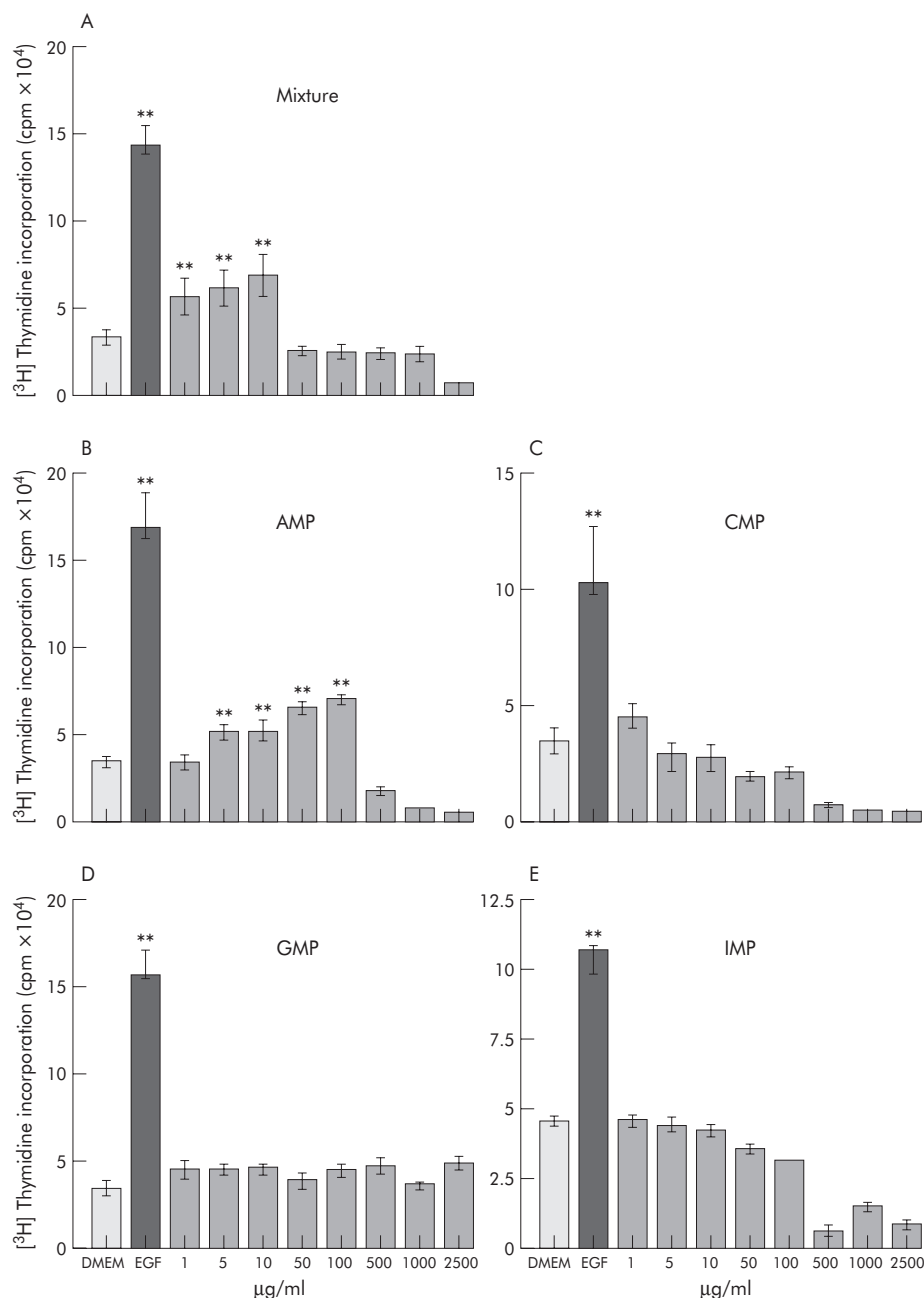 A
[³H] Thymidine incorporation (cpm ×10⁴)
20
15
10
5
0
Mixture
**
**
**
**
B
[³H] Thymidine incorporation (cpm ×10⁴)
20
15
10
5
0
AMP
**
**
**
**
**
C
15
10
5
0
CMP
**
D
[³H] Thymidine incorporation (cpm ×10⁴)
20
15
10
5
0
GMP
**
DMEM EGF 1 5 10 50 100 500 1000 2500
µg/ml
E
12.5
10
7.5
5
2.5
0
IMP
**
DMEM EGF 1 5 10 50 100 500 1000 2500
µg/ml